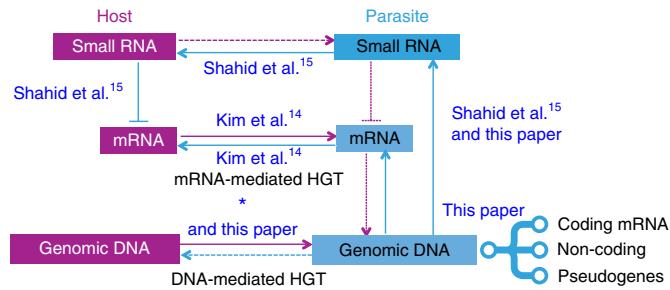 Host
Parasite
Small RNA
Small RNA
Shahid et al.15
Shahid et al.15
Shahid et al.15
and this paper
Kim et al.14
mRNA
mRNA
Kim et al.14
mRNA-mediated HGT
*
and this paper
This paper
Genomic DNA
Genomic DNA
DNA-mediated HGT
Coding mRNA
Non-coding
Pseudogenes